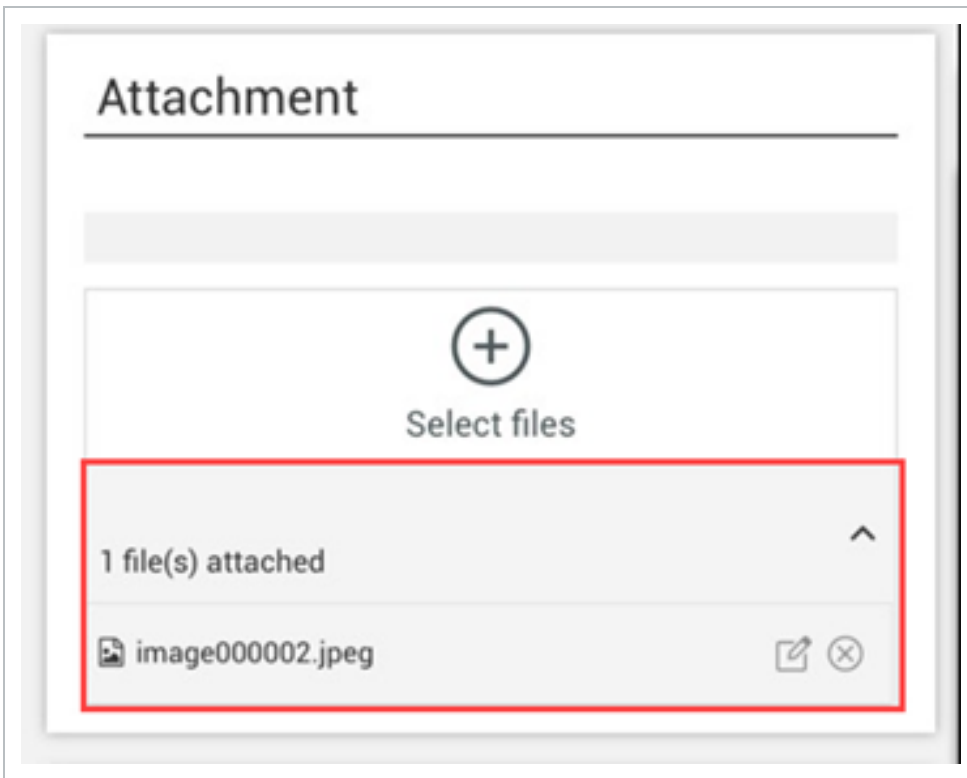 Attachment
Select files
1 file(s) attached
image000002.jpeg